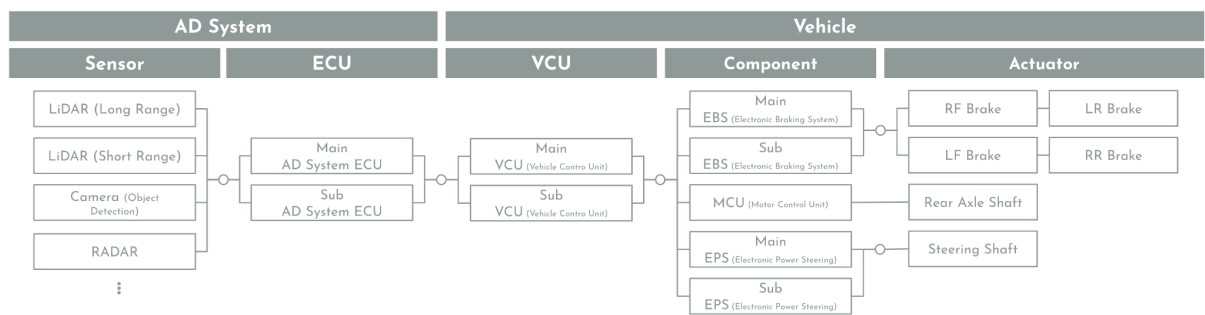 AD System
Vehicle
Sensor
ECU
VCU
Component
Actuator
LiDAR (Long Range)
LiDAR (Short Range)
Camera (Object
Detection)
RADAR
Main
AD System ECU
Sub
AD System ECU
Main
VCU (Vehicle Contro Unit)
Sub
VCU (Vehicle Contro Unit)
Main
EBS (Electronic Braking System)
Sub
EBS (Electronic Braking System)
MCU (Motor Control Unit)
Main
EPS (Electronic Power Steering)
Sub
EPS (Electronic Power Steering)
RF Brake
LR Brake
LF Brake
RR Brake
Rear Axle Shaft
Steering Shaft